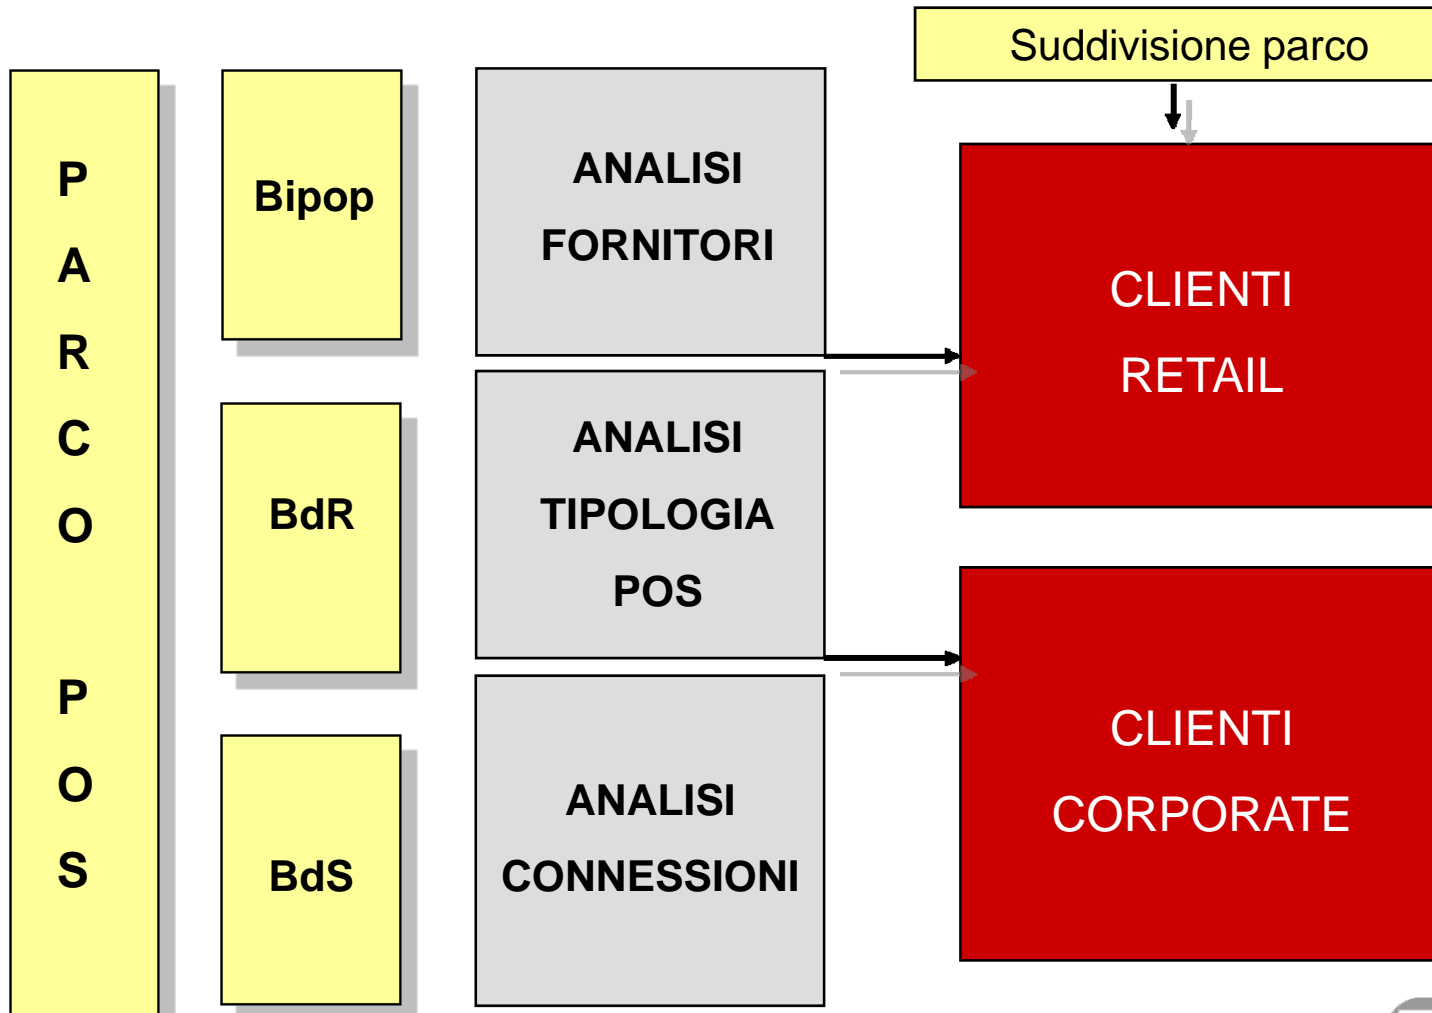 Suddivisione parco
P
A
R
C
O
P
O
S
Bipop
BdR
BdS
ANALISI
FORNITORI
ANALISI
TIPOLOGIA
POS
ANALISI
CONNESSIONI
CLIENTI
RETAIL
CLIENTI
CORPORATE